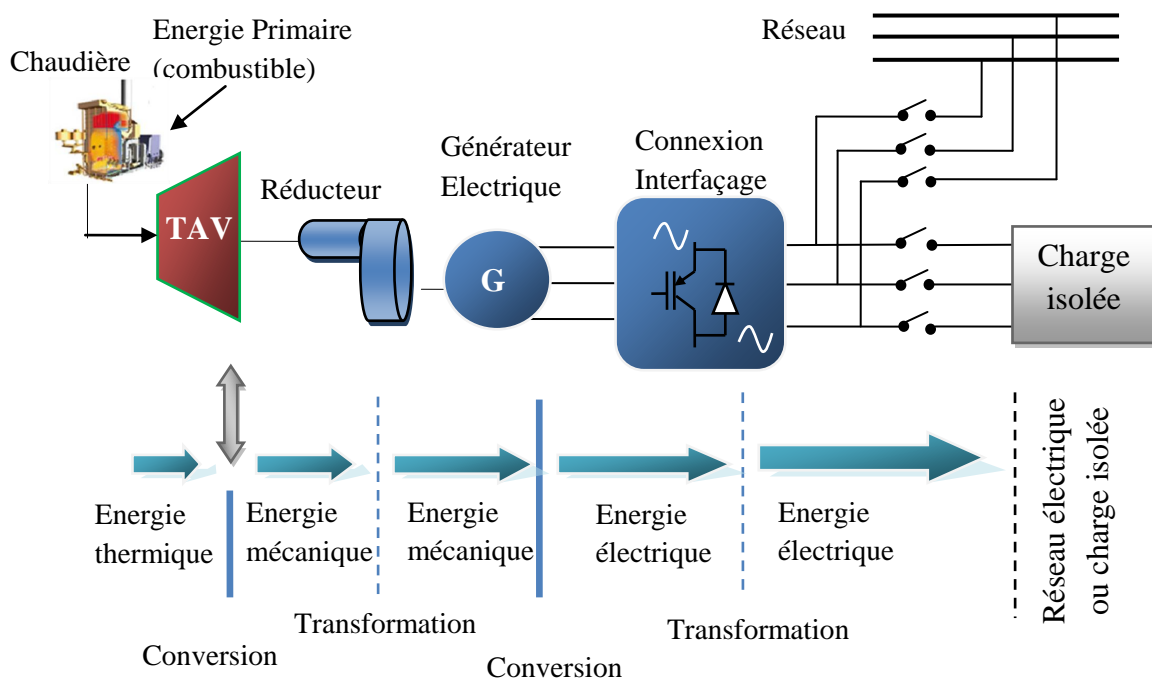 Energie Primaire
(combustible)
Chaudière
Réseau
TAV
Réducteur
Générateur
Electrique
G
Connexion
Interfaçage
Charge
isolée
Energie
thermique
Energie
mécanique
Energie
mécanique
Energie
électrique
Energie
électrique
Réseau électrique
ou charge isolée
Conversion
Transformation
Conversion
Transformation